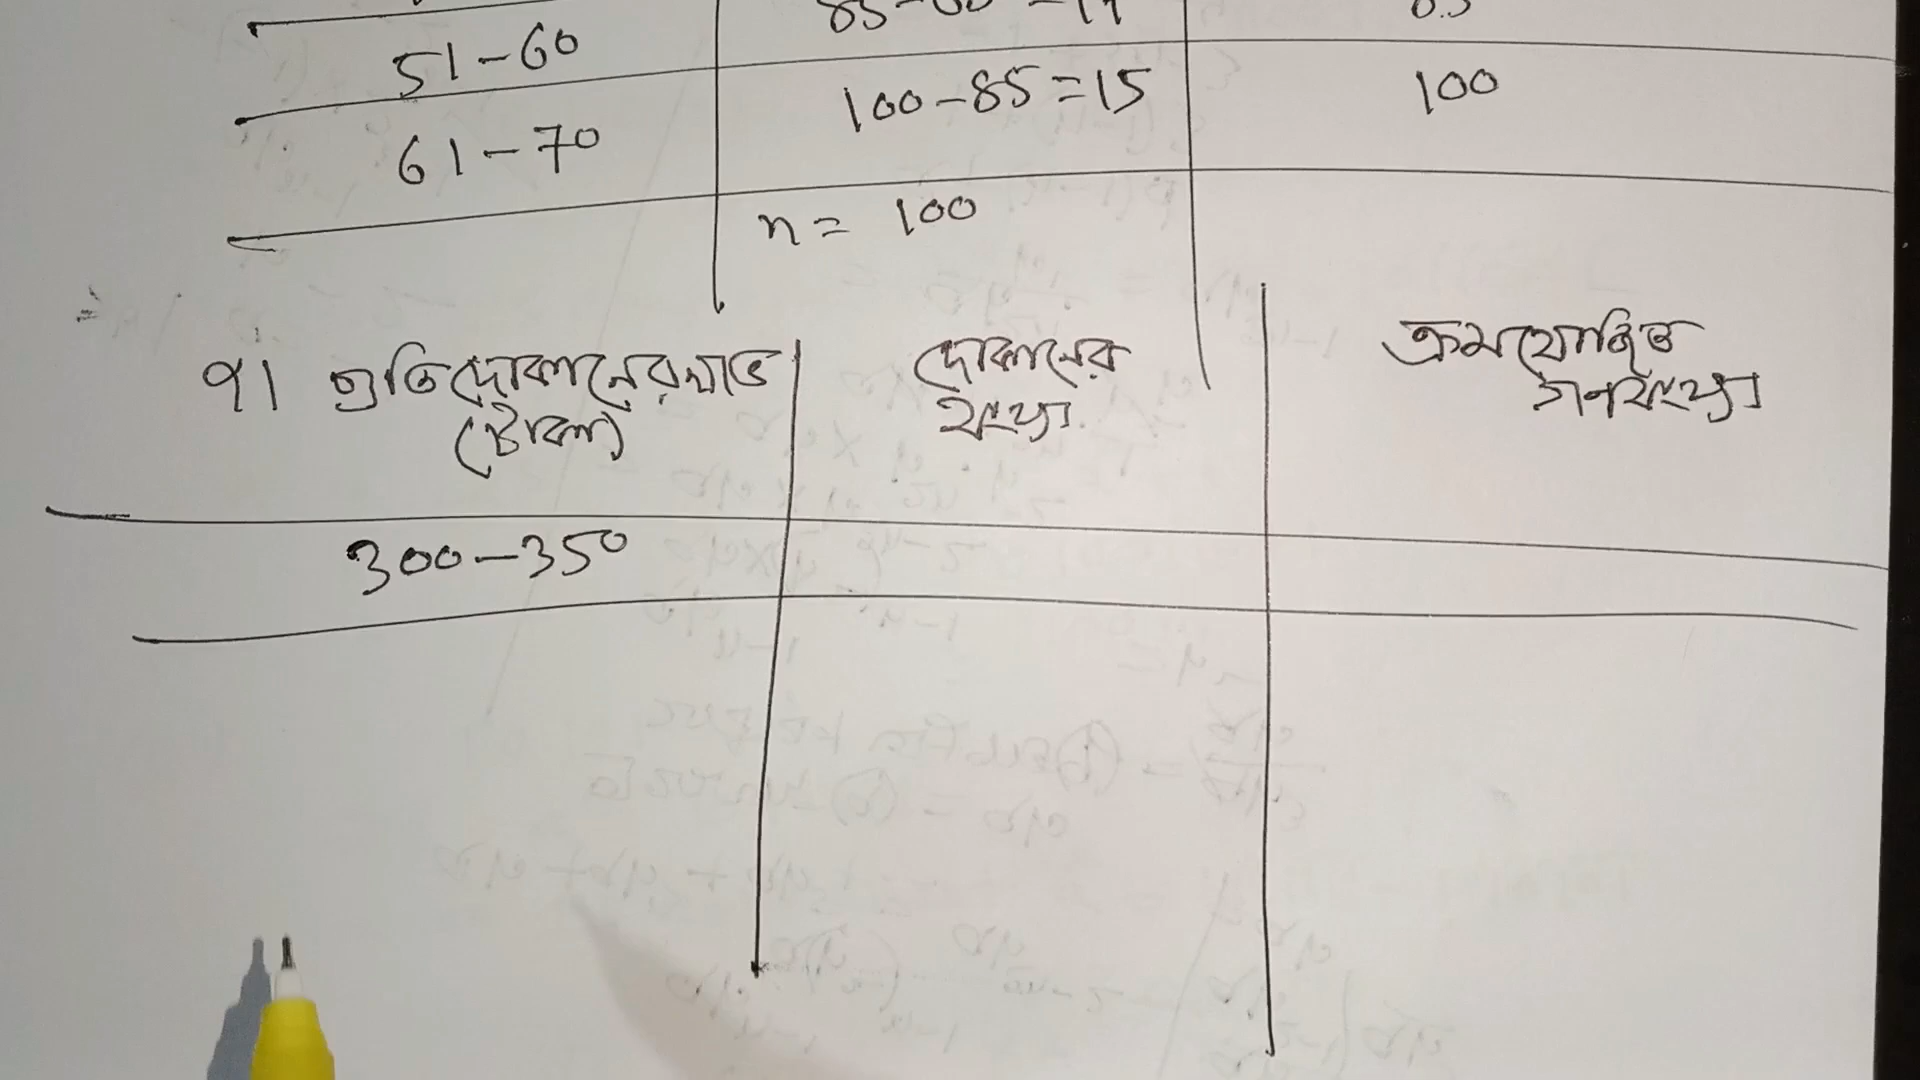 51-60
100-85=15 100
61-70
n= 100
৭। প্রতি দোকানের লাভ দোকানের ক্রমযৌগিক
(টাকা) সংখ্যা গণসংখ্যা
300-350